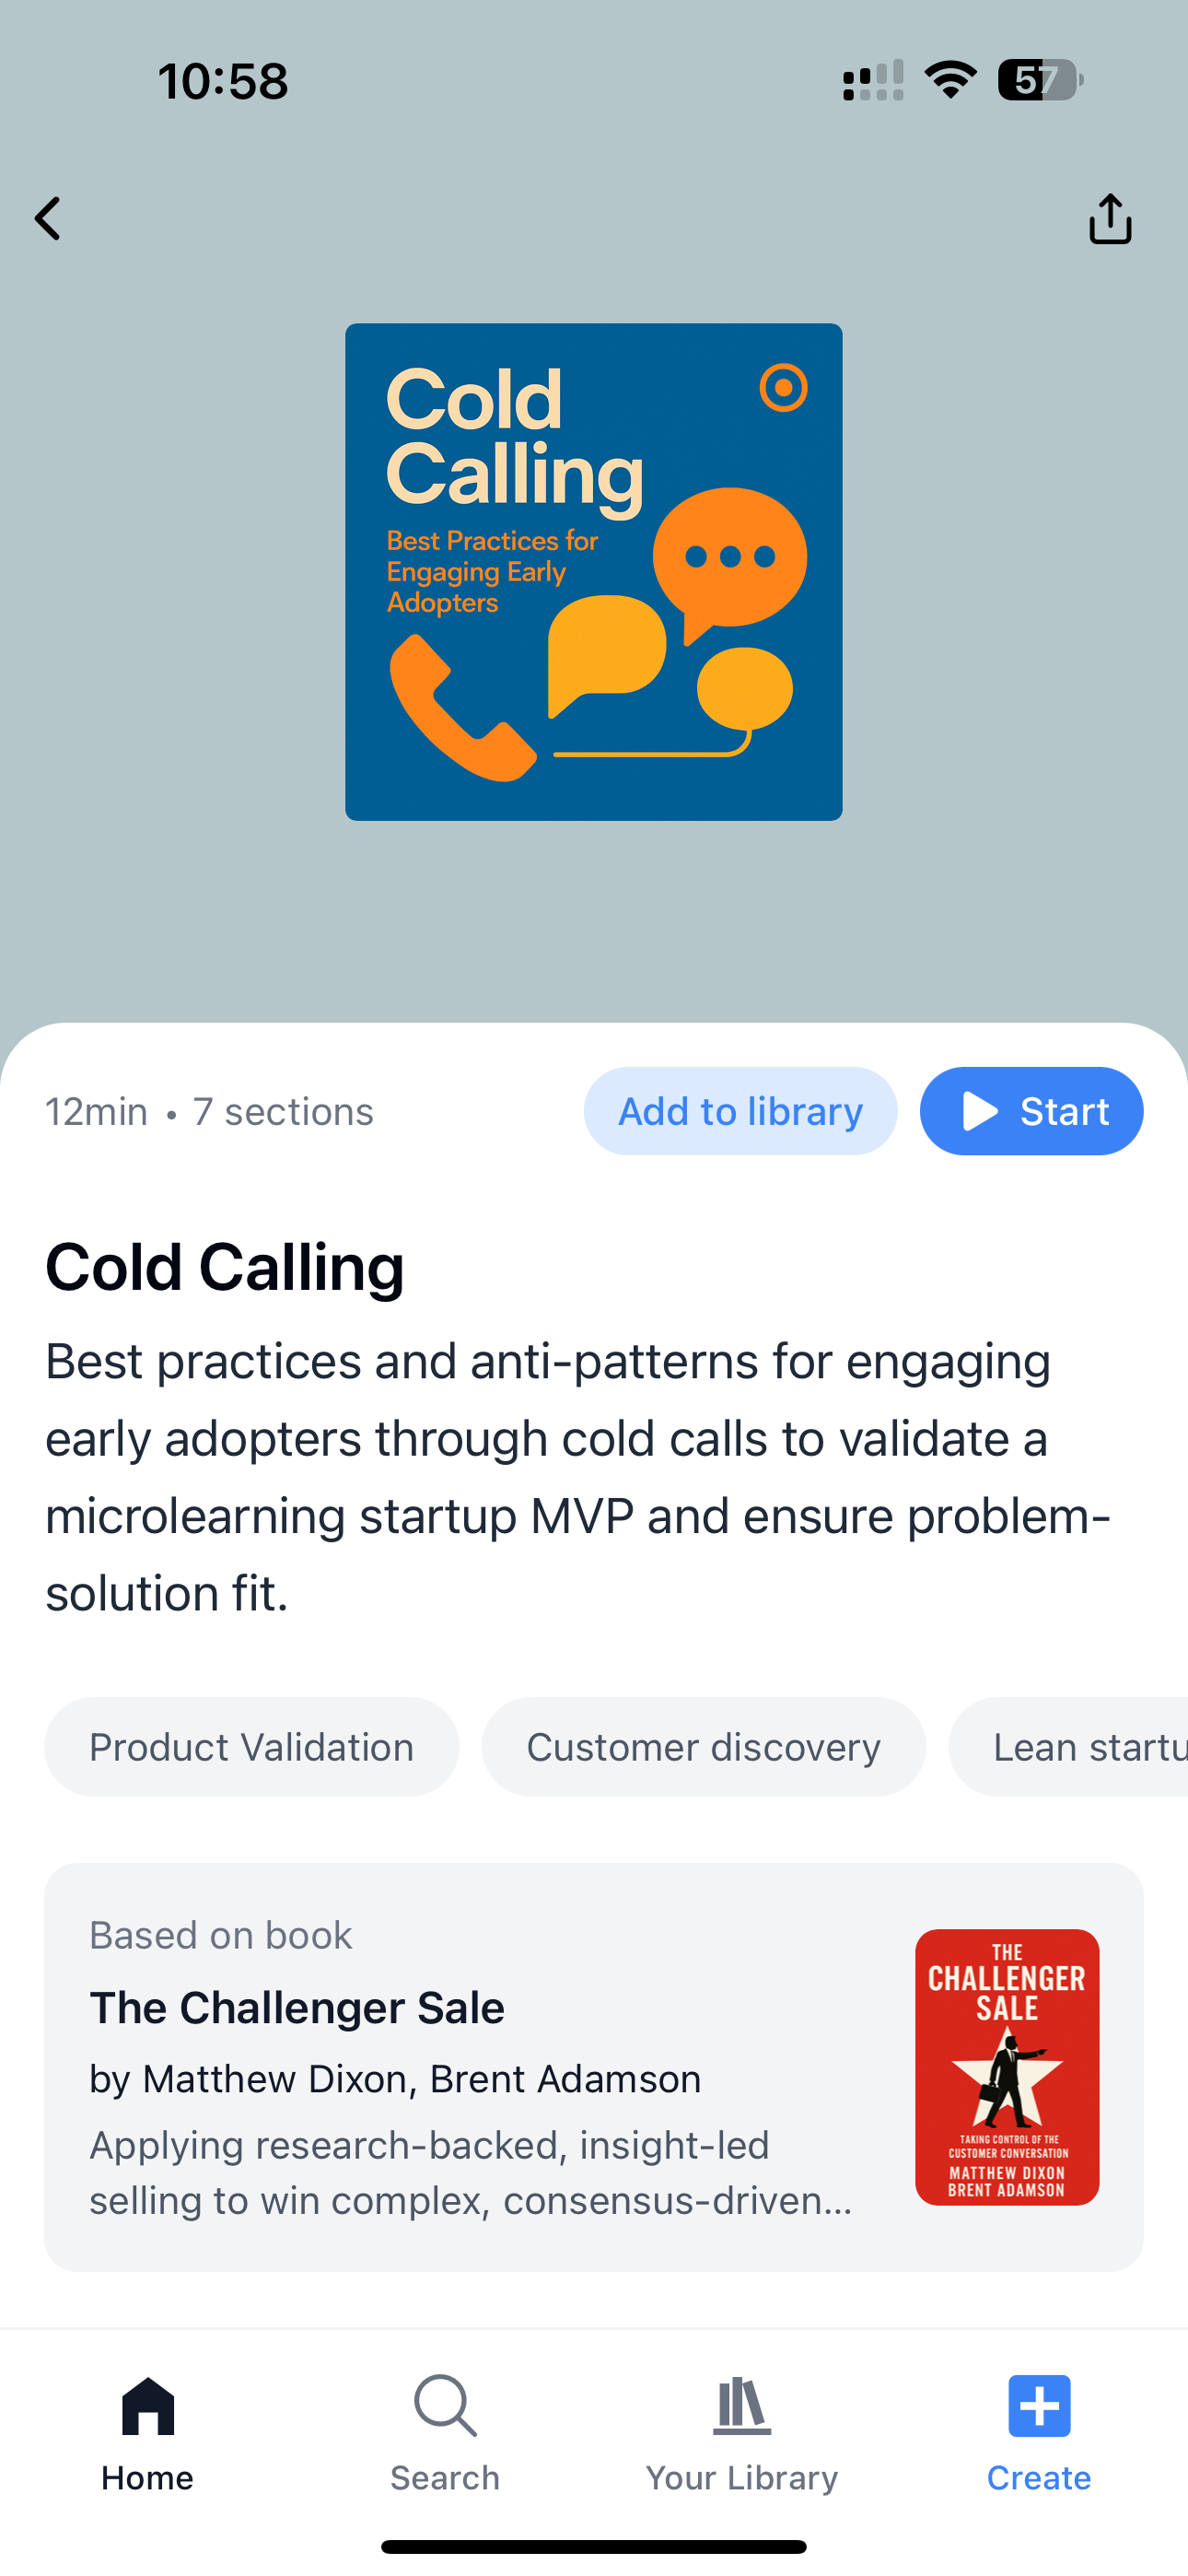 10:58
57
Cold
Calling
Best Practices for
Engaging Early
Adopters
12min • 7 sections
Add to library
Start
Cold Calling
Best practices and anti-patterns for engaging
early adopters through cold calls to validate a
microlearning startup MVP and ensure problem-
solution fit.
Product Validation
Customer discovery
Lean startu
Based on book
The Challenger Sale
by Matthew Dixon, Brent Adamson
Applying research-backed, insight-led
selling to win complex, consensus-driven...
THE
CHALLENGER
SALE
TAKING CONTROL OF THE
CUSTOMER CONVERSATION
MATTHEW DIXON
BRENT ADAMSON
Home
Search
Your Library
Create